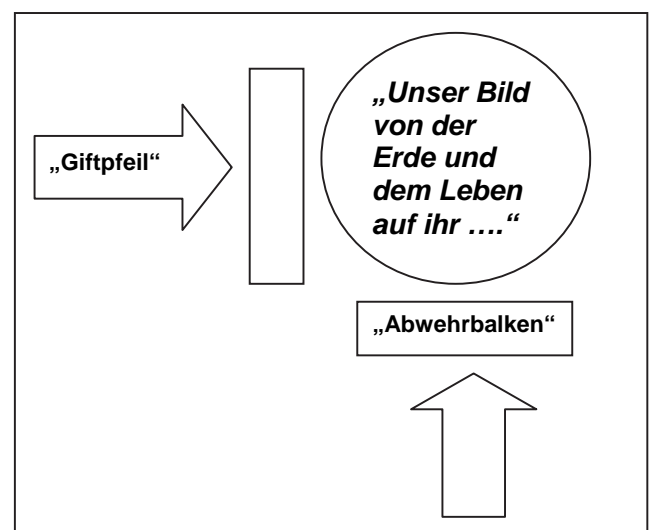 „Giftpfeil“
„Unser Bild
von der
Erde und
dem Leben
auf ihr ….“
„Abwehrbalken“